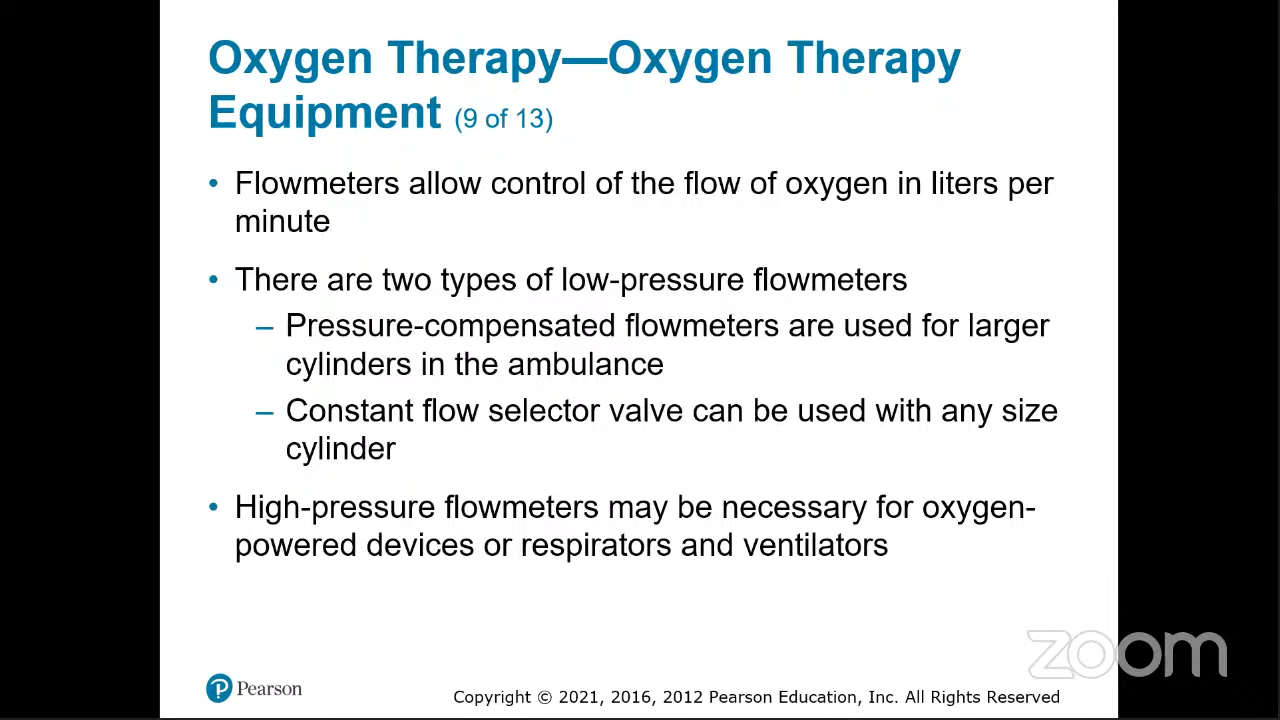 Oxygen Therapy—Oxygen Therapy
Equipment (9 of 13)
• Flowmeters allow control of the flow of oxygen in liters per
minute
• There are two types of low-pressure flowmeters
– Pressure-compensated flowmeters are used for larger
cylinders in the ambulance
– Constant flow selector valve can be used with any size
cylinder
• High-pressure flowmeters may be necessary for oxygen-
powered devices or respirators and ventilators
zoom
Pearson
Copyright © 2021, 2016, 2012 Pearson Education, Inc. All Rights Reserved